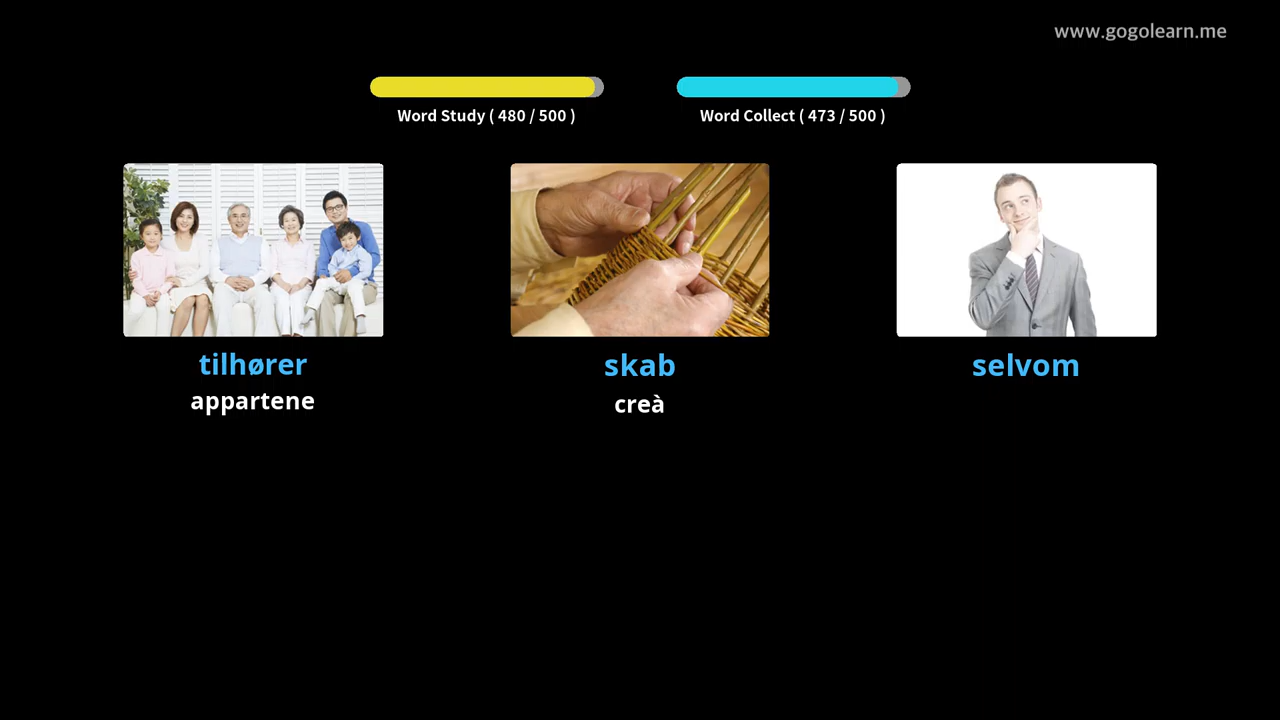 www.gogolearn.me
Word Study ( 480 / 500 )
Word Collect ( 473 / 500 )
tilhører
skab
selvom
appartene
creà